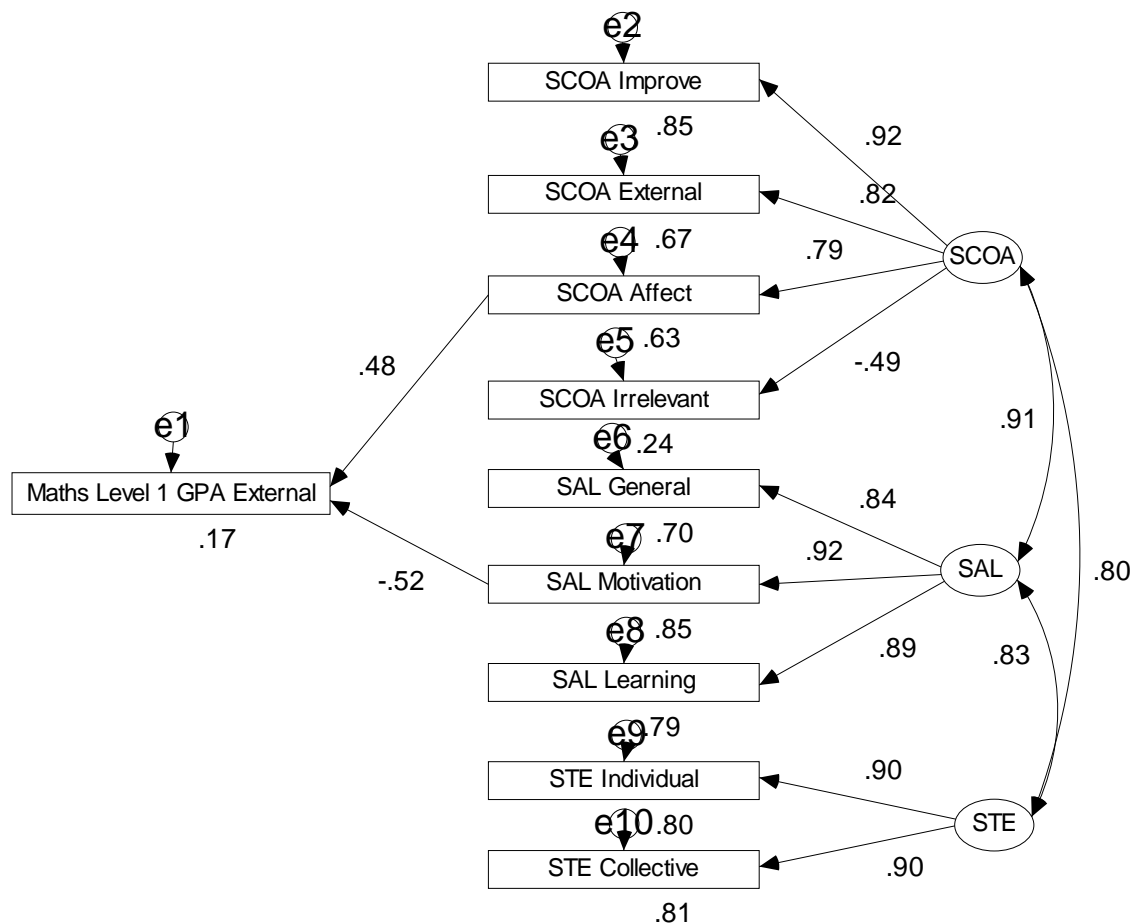 e2
SCOA Improve
.85
.92
e3
SCOA External
.82
.67
e4
.79
SCOA
SCOA Affect
.63
e5
.48
-.49
SCOA Irrelevant
.24
e6
.91
e1
Maths Level 1 GPA External
SAL General
.84
.17
.70
e7
.92
SAL
-.52
SAL Motivation
.80
.85
e8
.89
.83
SAL Learning
.79
e9
STE Individual
.90
.80
e10
STE
STE Collective
.90
.81